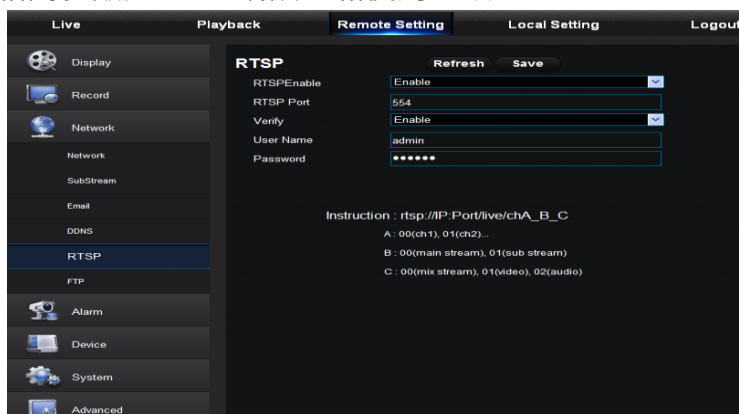 Live Playback Remote Setting Local Setting Logout
Display
Record
Network
Network
SubStream
Email
DDNS
RTSP
FTP
Alarm
Device
System
Advanced
RTSP Refresh Save
RTSPEnable Enable
RTSP Port 554
Verify Enable
User Name admin
Password ••••••
Instruction : rtsp://IP:Port/live/chA_B_C
A : 00(ch1), 01(ch2)...
B : 00(main stream), 01(sub stream)
C : 00(mix stream), 01(video), 02(audio)